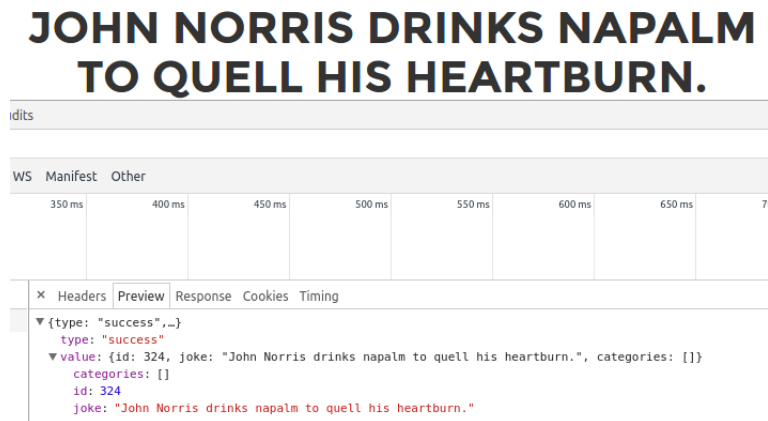 JOHN NORRIS DRINKS NAPALM
TO QUELL HIS HEARTBURN.
dits
WS Manifest Other
350 ms 400 ms 450 ms 500 ms 550 ms 600 ms 650 ms 7
× Headers Preview Response Cookies Timing
▼{type: "success",…}
type: "success"
▼value: {id: 324, joke: "John Norris drinks napalm to quell his heartburn.", categories: []}
categories: []
id: 324
joke: "John Norris drinks napalm to quell his heartburn."